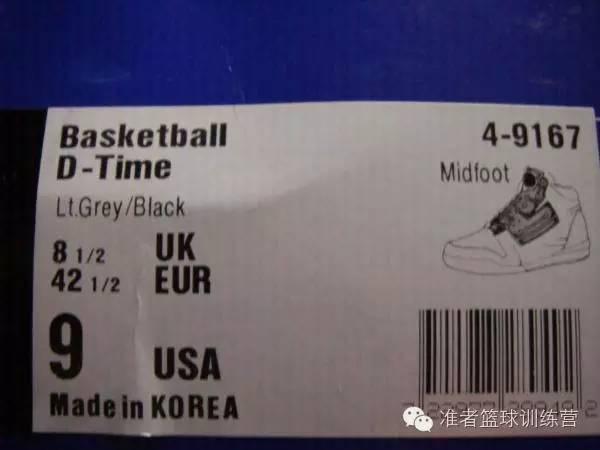 Basketball
D-Time
4-9167
Midfoot
Lt.Grey/Black
8 1/2 UK
42 1/2 EUR
9 USA
Made in KOREA
准者篮球训练营